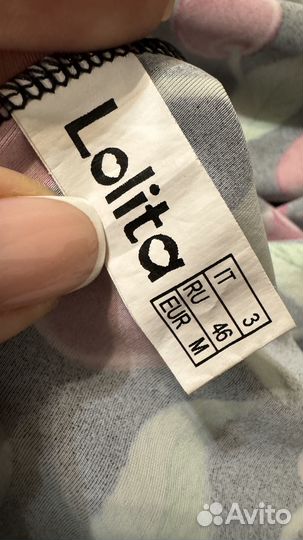 Lolita
IT 3
RU 46
EUR M
Avito